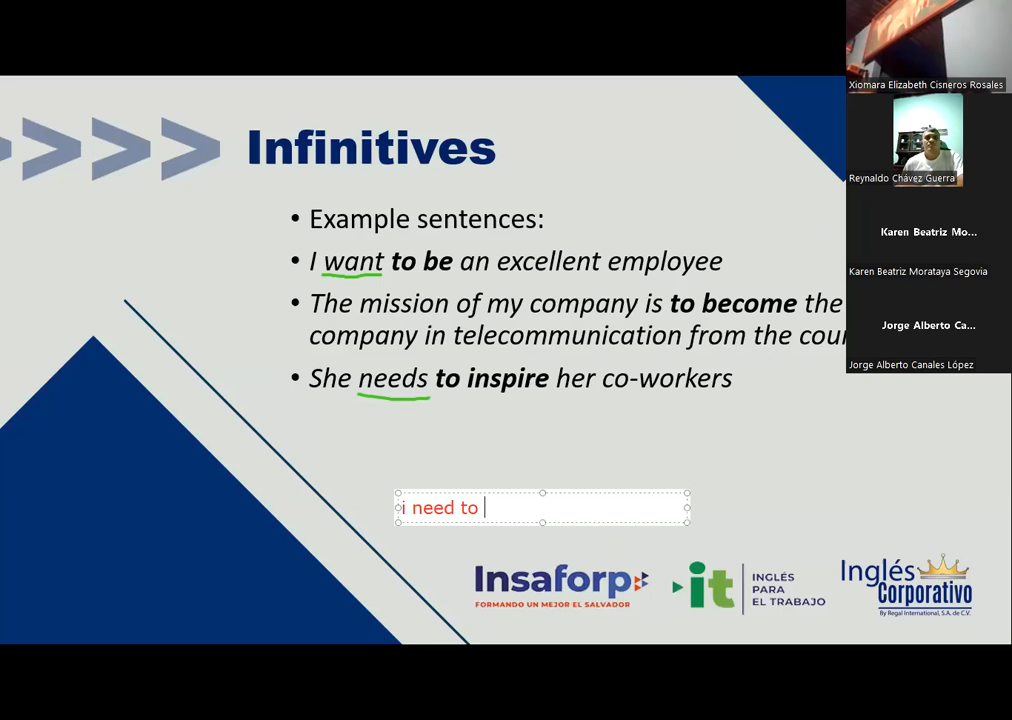 Infinitives
• Example sentences:
• I want to be an excellent employee
• The mission of my company is to become the
company in telecommunication from the cour
• She needs to inspire her co-workers
i need to
Insaforp
FORMANDO UN MEJOR EL SALVADOR
it
INGLÉS
PARA
EL TRABAJO
Inglés
Corporativo
By Regal International, S.A. de C.V.
Xiomara Elizabeth Cisneros Rosales
Reynaldo Chávez Guerra
Karen Beatriz Mo...
Karen Beatriz Morataya Segovia
Jorge Alberto Ca...
Jorge Alberto Canales López